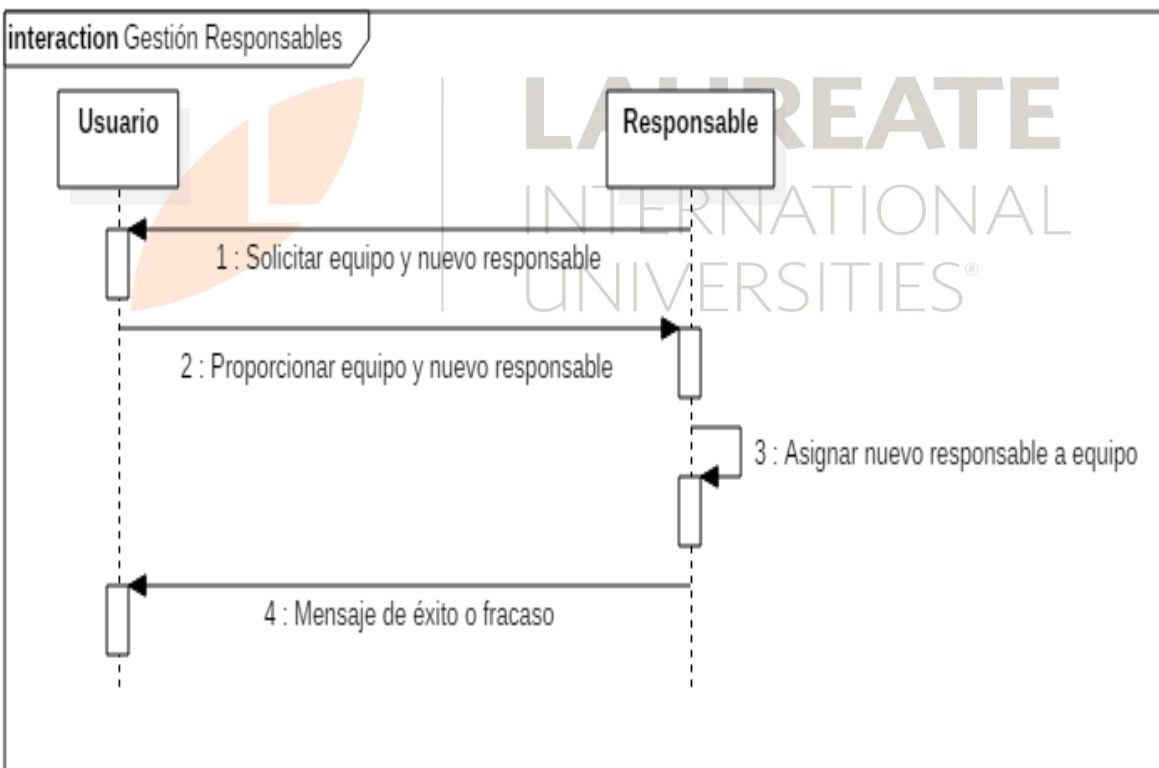 interaction Gestión Responsables
LAUREATE
INTERNATIONAL
UNIVERSITIES®
Usuario
Responsable
1 : Solicitar equipo y nuevo responsable
2 : Proporcionar equipo y nuevo responsable
3 : Asignar nuevo responsable a equipo
4 : Mensaje de éxito o fracaso